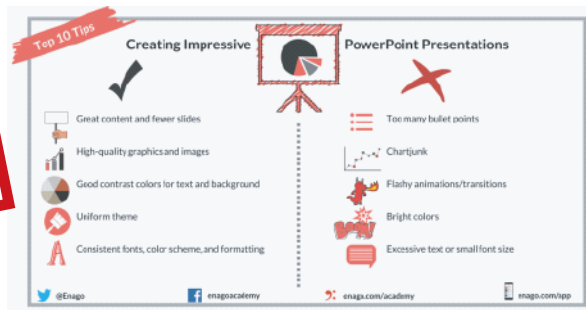 Top 10 Tips
Creating Impressive PowerPoint Presentations
Great content and fewer slides
High-quality graphics and images
Good contrast colors for text and background
Uniform theme
Consistent fonts, color scheme, and formatting
Too many bullet points
Chartjunk
Flashy animations/transitions
Bright colors
Excessive text or small font size
@Enago
enagoacademy
enago.com/academy
enago.com/app